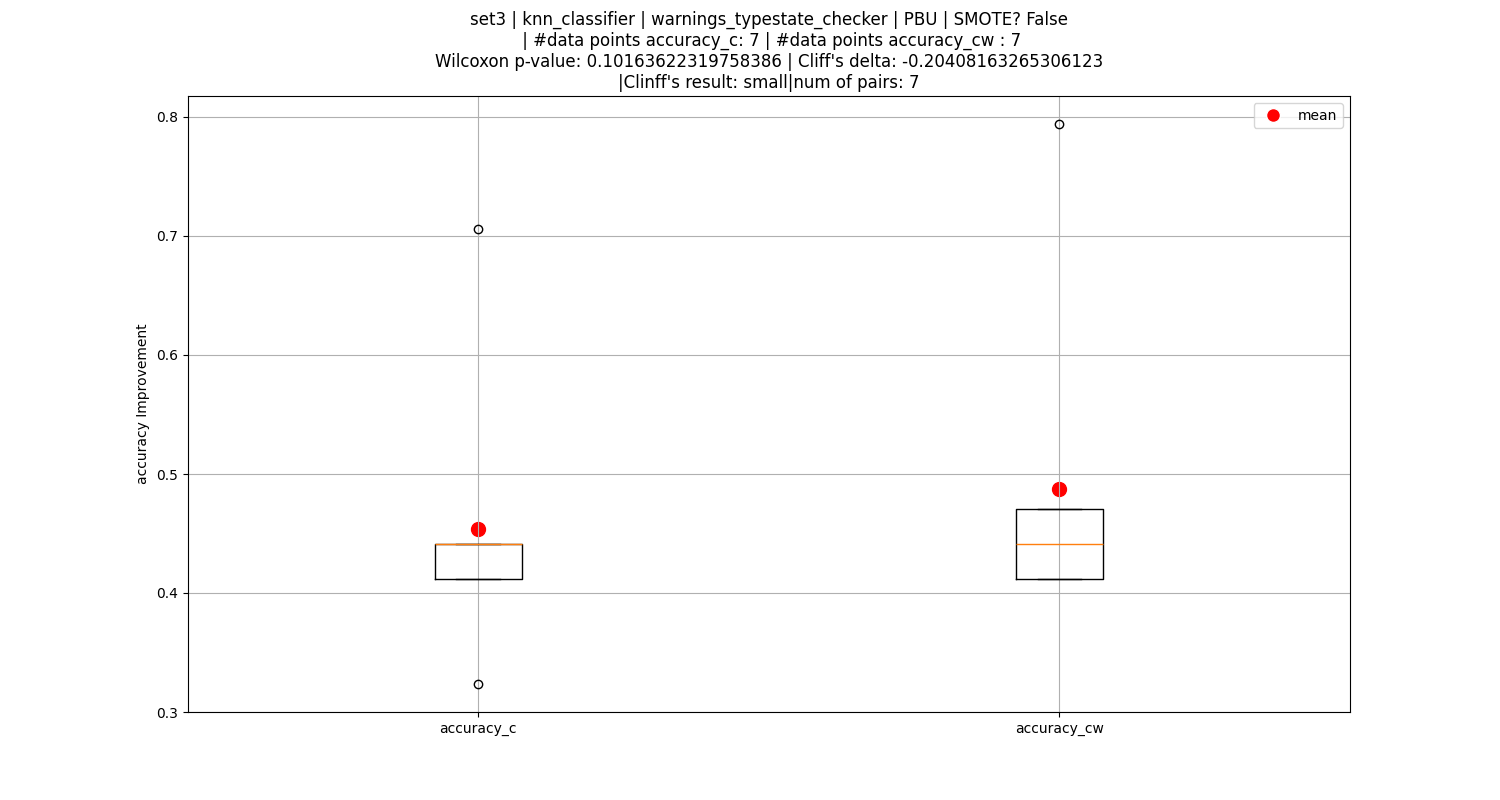 set3 | knn_classifier | warnings_typestate_checker | PBU | SMOTE? False
| #data points accuracy_c: 7 | #data points accuracy_cw : 7
Wilcoxon p-value: 0.10163622319758386 | Cliff's delta: -0.20408163265306123
|Clinff's result: small|num of pairs: 7
mean
0.8
0.7
0.6
0.5
0.4
0.3
accuracy Improvement
accuracy_c
accuracy_cw